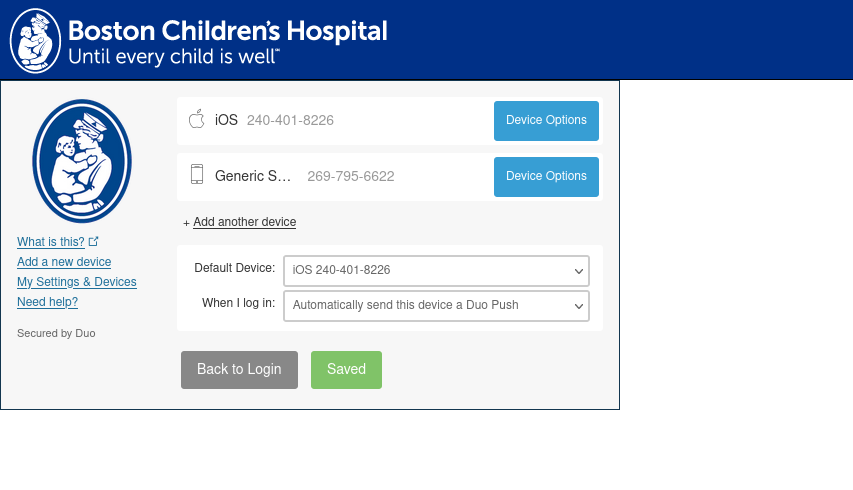 Boston Children's Hospital
Until every child is well™
What is this?
Add a new device
My Settings & Devices
Need help?
Secured by Duo
iOS 240-401-8226 Device Options
Generic S... 269-795-6622 Device Options
+ Add another device
Default Device: iOS 240-401-8226
When I log in: Automatically send this device a Duo Push
Back to Login Saved